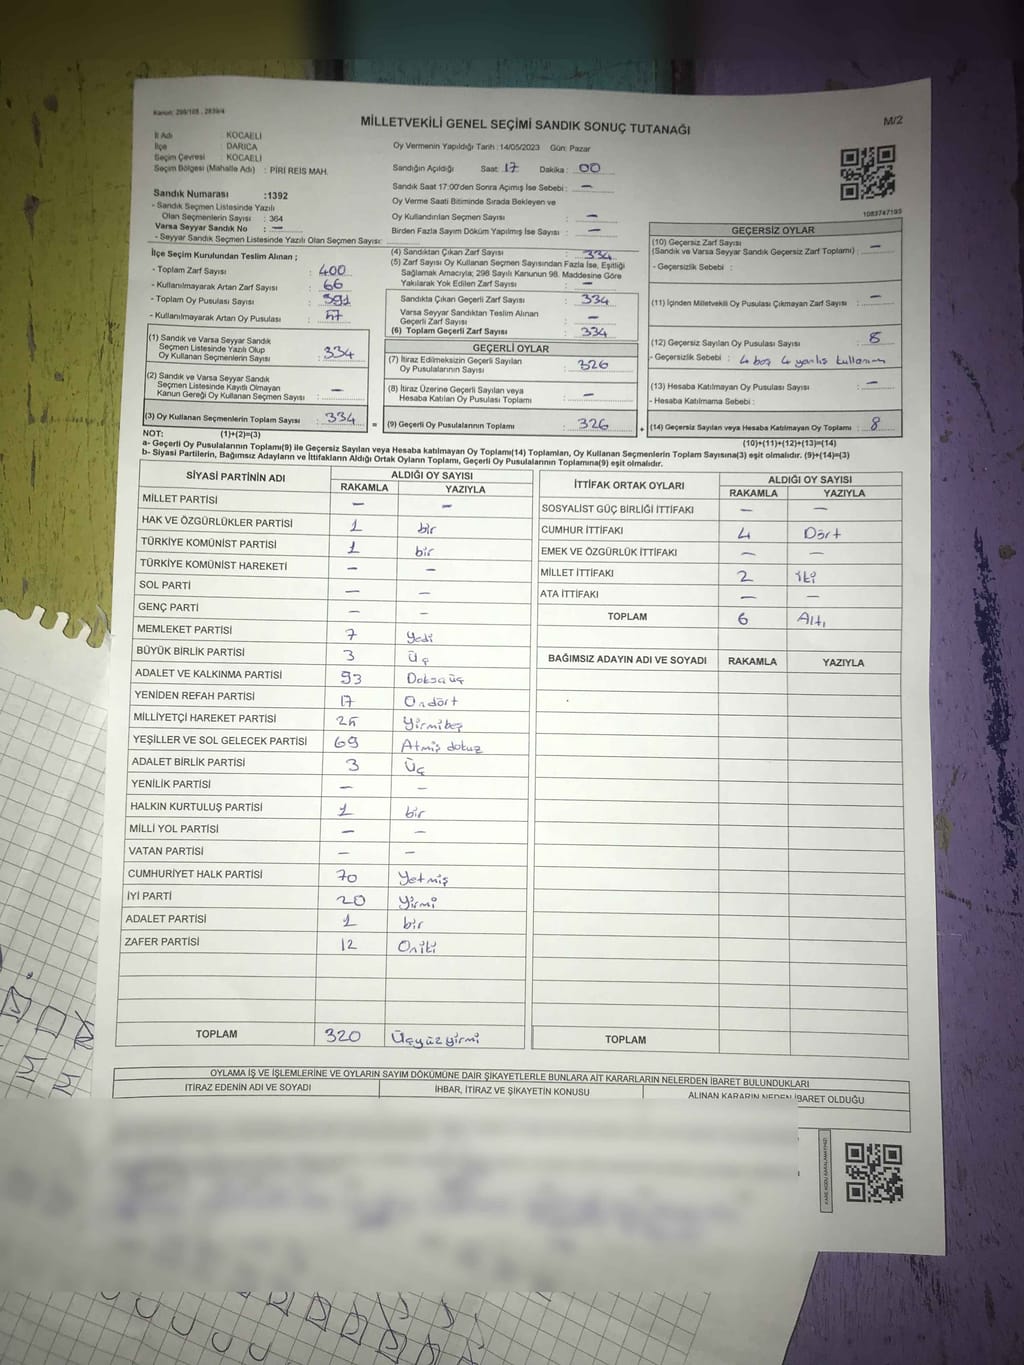 Kanun: 298/105 , 2839/4
M/2
MİLLETVEKİLİ GENEL SEÇİMİ SANDIK SONUÇ TUTANAĞI
İl Adı : KOCAELİ
İlçe : DARICA
Seçim Çevresi : KOCAELİ
Seçim Bölgesi (Mahalle Adı) : PİRİ REİS MAH.
Sandık Numarası :1392
- Sandık Seçmen Listesinde Yazılı
Olan Seçmenlerin Sayısı : 364
Varsa Seyyar Sandık No : —
- Seyyar Sandık Seçmen Listesinde Yazılı Olan Seçmen Sayısı:
Oy Vermenin Yapıldığı Tarih : 14/05/2023 Gün: Pazar
Sandığın Açıldığı Saat: 17 Dakika : 00
Sandık Saat 17:00'den Sonra Açımış İse Sebebi : —
Oy Verme Saati Bitiminde Sırada Bekleyen ve
Oy Kullandırılan Seçmen Sayısı : —
Birden Fazla Sayım Döküm Yapılmış İse Sayısı : —
1083747195
İlçe Seçim Kurulundan Teslim Alınan ;
- Toplam Zarf Sayısı : 400
- Kullanılmayarak Artan Zarf Sayısı : 66
- Toplam Oy Pusulası Sayısı : 391
- Kullanılmayarak Artan Oy Pusulası : 57
(1) Sandık ve Varsa Seyyar Sandık
Seçmen Listesinde Yazılı Olup
Oy Kullanan Seçmenlerin Sayısı : 334
(2) Sandık ve Varsa Seyyar Sandık
Seçmen Listesinde Kaydı Olmayan
Kanun Gereği Oy Kullanan Seçmen Sayısı : —
(3) Oy Kullanan Seçmenlerin Toplam Sayısı : 334
(4) Sandıktan Çıkan Zarf Sayısı : 334
(5) Zarf Sayısı Oy Kullanan Seçmen Sayısından Fazla İse, Eşitliği
Sağlamak Amacıyla; 298 Sayılı Kanunun 98. Maddesine Göre
Yakılarak Yok Edilen Zarf Sayısı : —
Sandıkta Çıkan Geçerli Zarf Sayısı : 334
Varsa Seyyar Sandıktan Teslim Alınan
Geçerli Zarf Sayısı : —
(6) Toplam Geçerli Zarf Sayısı : 334
GEÇERLİ OYLAR
(7) İtiraz Edilmeksizin Geçerli Sayılan
Oy Pusulalarının Sayısı : 326
(8) İtiraz Üzerine Geçerli Sayılan veya
Hesaba Katılan Oy Pusulası Toplamı : —
= (9) Geçerli Oy Pusulalarının Toplamı : 326
GEÇERSİZ OYLAR
(10) Geçersiz Zarf Sayısı
(Sandık ve Varsa Seyyar Sandık Geçersiz Zarf Toplamı) : —
- Geçersizlik Sebebi :
(11) İçinden Milletvekili Oy Pusulası Çıkmayan Zarf Sayısı : —
(12) Geçersiz Sayılan Oy Pusulası Sayısı : 8
- Geçersizlik Sebebi : 4 boş 4 yanlış kullanım
(13) Hesaba Katılmayan Oy Pusulası Sayısı : —
- Hesaba Katılmama Sebebi :
+ (14) Geçersiz Sayılan veya Hesaba Katılmayan Oy Toplamı : 8
NOT: (1)+(2)=(3) (10)+(11)+(12)+(13)=(14)
a- Geçerli Oy Pusulalarının Toplamı(9) ile Geçersiz Sayılan veya Hesaba katılmayan Oy Toplamı(14) Toplamları, Oy Kullanan Seçmenlerin Toplam Sayısına(3) eşit olmalıdır. (9)+(14)=(3)
b- Siyasi Partilerin, Bağımsız Adayların ve İttifakların Aldığı Ortak Oyların Toplamı, Geçerli Oy Pusulalarının Toplamına(9) eşit olmalıdır.
SİYASİ PARTİNİN ADI ALDIĞI OY SAYISI
RAKAMLA YAZIYLA
MİLLET PARTİSİ — —
HAK VE ÖZGÜRLÜKLER PARTİSİ 1 bir
TÜRKİYE KOMÜNİST PARTİSİ 1 bir
TÜRKİYE KOMÜNİST HAREKETİ — —
SOL PARTİ — —
GENÇ PARTİ — —
MEMLEKET PARTİSİ 7 Yedi
BÜYÜK BİRLİK PARTİSİ 3 Üç
ADALET VE KALKINMA PARTİSİ 93 Doksaüç
YENİDEN REFAH PARTİSİ 17 Ondört
MİLLİYETÇİ HAREKET PARTİSİ 25 Yirmibeş
YEŞİLLER VE SOL GELECEK PARTİSİ 69 Atmış dokuz
ADALET BİRLİK PARTİSİ 3 Üç
YENİLİK PARTİSİ — —
HALKIN KURTULUŞ PARTİSİ 1 bir
MİLLİ YOL PARTİSİ — —
VATAN PARTİSİ — —
CUMHURİYET HALK PARTİSİ 70 Yetmiş
İYİ PARTİ 20 Yirmi
ADALET PARTİSİ 1 bir
ZAFER PARTİSİ 12 Oniki
TOPLAM 320 Üçyüzyirmi
İTTİFAK ORTAK OYLARI ALDIĞI OY SAYISI
RAKAMLA YAZIYLA
SOSYALİST GÜÇ BİRLİĞİ İTTİFAKI — —
CUMHUR İTTİFAKI 4 Dört
EMEK VE ÖZGÜRLÜK İTTİFAKI — —
MİLLET İTTİFAKI 2 iki
ATA İTTİFAKI — —
TOPLAM 6 Altı
BAĞIMSIZ ADAYIN ADI VE SOYADI RAKAMLA YAZIYLA
TOPLAM
OYLAMA İŞ VE İŞLEMLERİNE VE OYLARIN SAYIM DÖKÜMÜNE DAİR ŞİKAYETLERLE BUNLARA AİT KARARLARIN NELERDEN İBARET BULUNDUKLARI
İTİRAZ EDENİN ADI VE SOYADI İHBAR, İTİRAZ VE ŞİKAYETİN KONUSU ALINAN KARARIN NEDEN İBARET OLDUĞU
KARE KODU KARALAMAYINIZ!